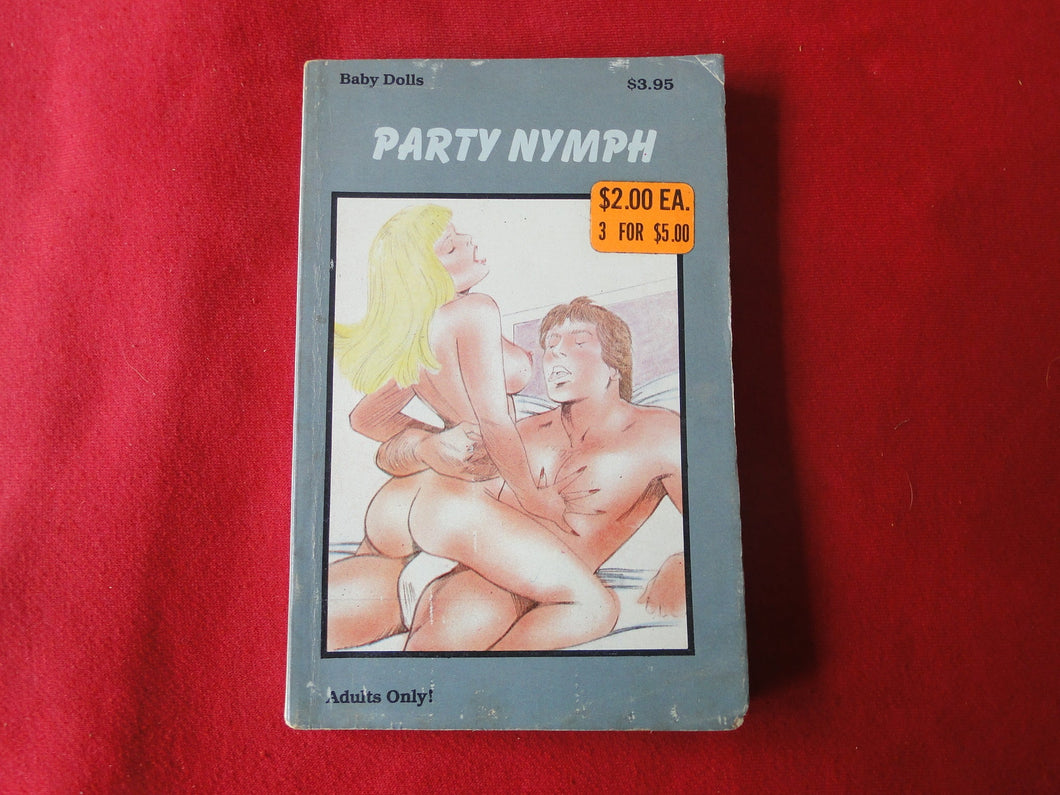 Baby Dolls
$3.95
PARTY NYMPH
$2.00 EA.
3 FOR $5.00
Adults Only!